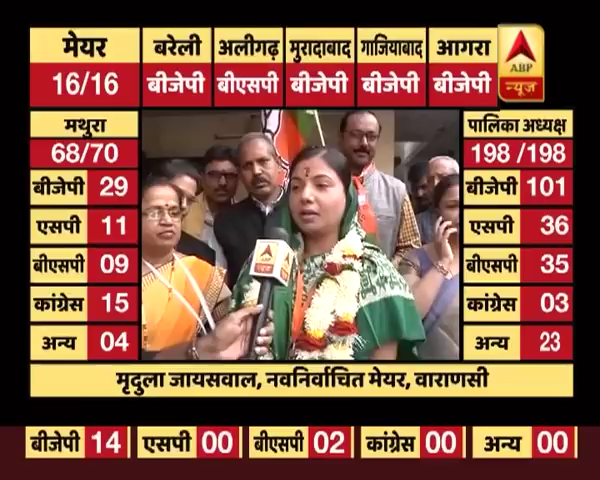 मेयर बरेली अलीगढ़ मुरादाबाद गाजियाबाद आगरा
16/16 बीजेपी बीएसपी बीजेपी बीजेपी बीजेपी
ABP
न्यूज़
मथुरा
68/70
बीजेपी 29
एसपी 11
बीएसपी 09
कांग्रेस 15
अन्य 04
पालिका अध्यक्ष
198 /198
बीजेपी 101
एसपी 36
बीएसपी 35
कांग्रेस 03
अन्य 23
ABP
न्यूज़
मृदुला जायसवाल, नवनिर्वाचित मेयर, वाराणसी
बीजेपी 14 एसपी 00 बीएसपी 02 कांग्रेस 00 अन्य 00